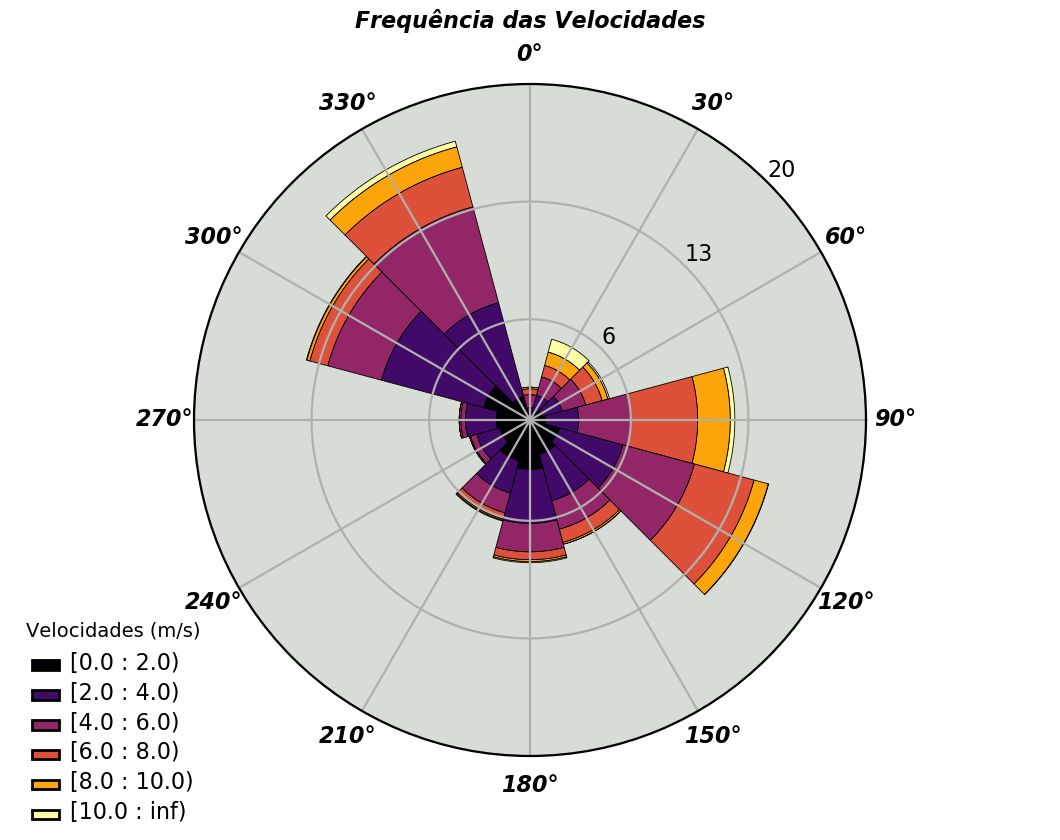 Frequência das Velocidades
0°
330°
30°
20
300°
60°
13
6
270°
90°
240°
120°
210°
150°
180°
Velocidades (m/s)
[0.0 : 2.0)
[2.0 : 4.0)
[4.0 : 6.0)
[6.0 : 8.0)
[8.0 : 10.0)
[10.0 : inf)